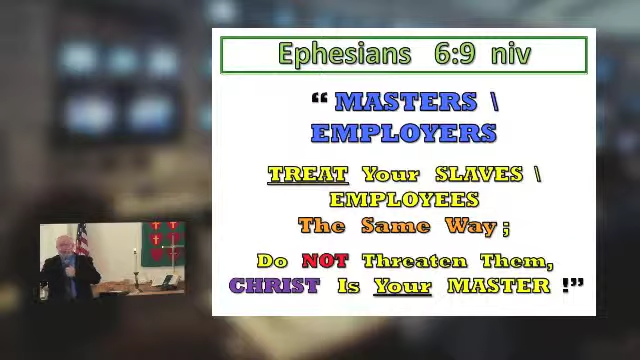 Ephesians 6:9 niv
“ MASTERS \
EMPLOYERS
TREAT Your SLAVES \
EMPLOYEES
The Same Way ;
Do NOT Threaten Them,
CHRIST Is Your MASTER !”